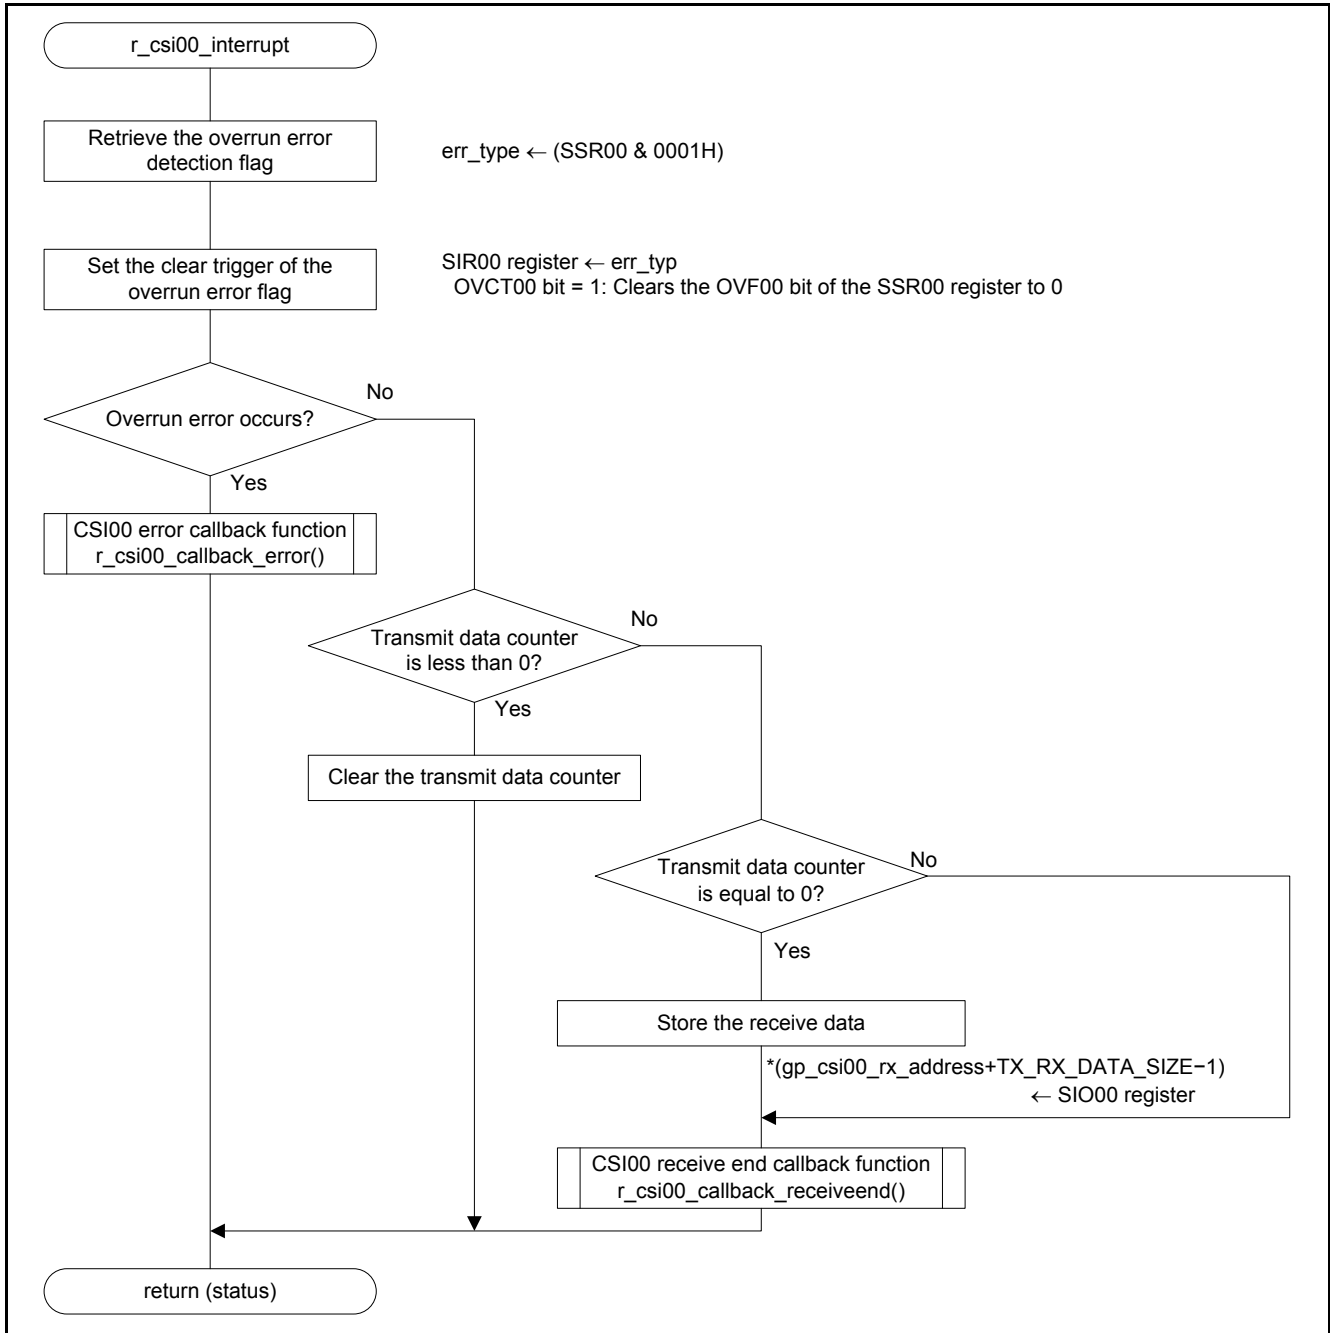 r_csi00_interrupt
Retrieve the overrun error
detection flag
err_type ← (SSR00 & 0001H)
Set the clear trigger of the
overrun error flag
SIR00 register ← err_typ
OVCT00 bit = 1: Clears the OVF00 bit of the SSR00 register to 0
No
Overrun error occurs?
Yes
CSI00 error callback function
r_csi00_callback_error()
No
Transmit data counter
is less than 0?
Yes
Clear the transmit data counter
No
Transmit data counter
is equal to 0?
Yes
Store the receive data
*(gp_csi00_rx_address+TX_RX_DATA_SIZE−1)
← SIO00 register
CSI00 receive end callback function
r_csi00_callback_receiveend()
return (status)